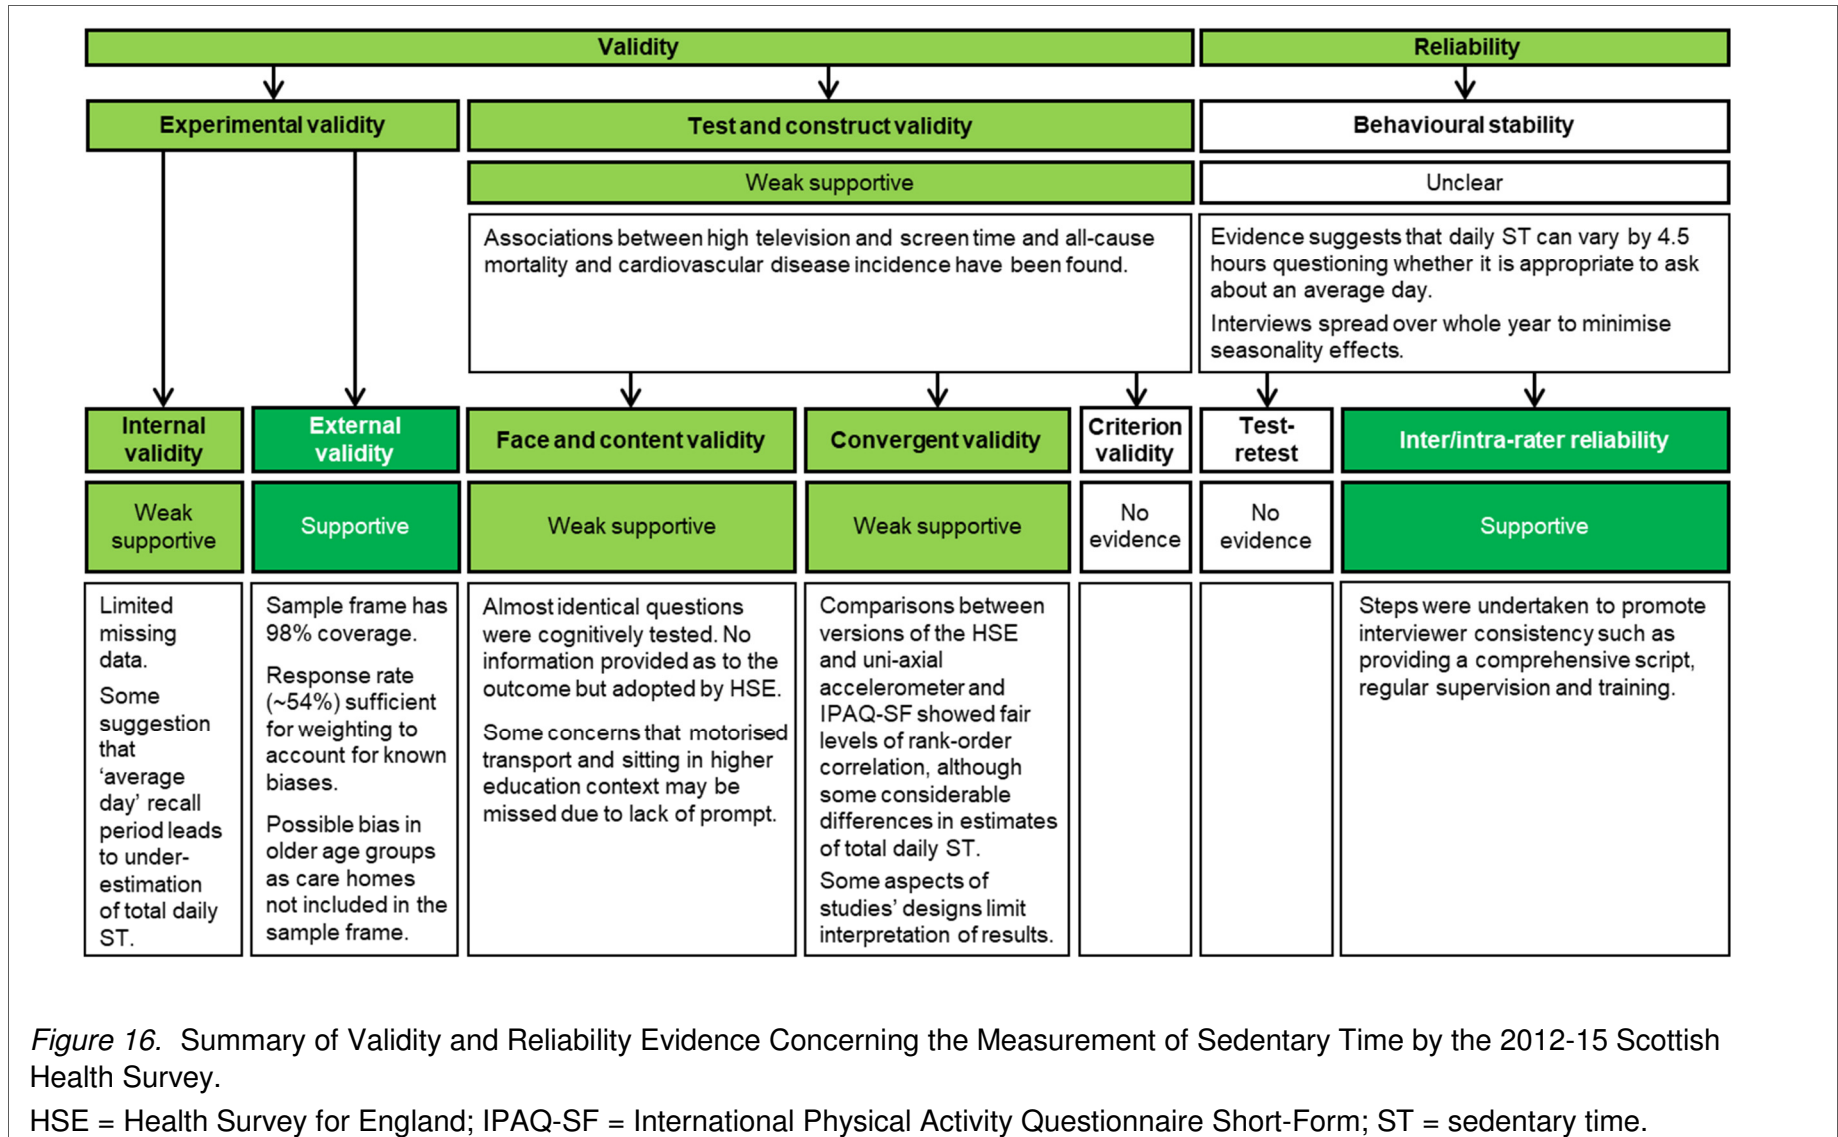 Validity
Reliability
Experimental validity
Test and construct validity
Behavioural stability
Weak supportive
Unclear
Associations between high television and screen time and all-cause
mortality and cardiovascular disease incidence have been found.
Evidence suggests that daily ST can vary by 4.5
hours questioning whether it is appropriate to ask
about an average day.
Interviews spread over whole year to minimise
seasonality effects.
Internal
validity
External
validity
Face and content validity
Convergent validity
Criterion
validity
Test-
retest
Inter/intra-rater reliability
Weak
supportive
Supportive
Weak supportive
Weak supportive
No
evidence
No
evidence
Supportive
Limited
missing
data.
Some
suggestion
that
‘average
day’ recall
period leads
to under-
estimation
of total daily
ST.
Sample frame has
98% coverage.
Response rate
(~54%) sufficient
for weighting to
account for known
biases.
Possible bias in
older age groups
as care homes
not included in the
sample frame.
Almost identical questions
were cognitively tested. No
information provided as to the
outcome but adopted by HSE.
Some concerns that motorised
transport and sitting in higher
education context may be
missed due to lack of prompt.
Comparisons between
versions of the HSE
and uni-axial
accelerometer and
IPAQ-SF showed fair
levels of rank-order
correlation, although
some considerable
differences in estimates
of total daily ST.
Some aspects of
studies’ designs limit
interpretation of results.
Steps were undertaken to promote
interviewer consistency such as
providing a comprehensive script,
regular supervision and training.
Figure 16. Summary of Validity and Reliability Evidence Concerning the Measurement of Sedentary Time by the 2012-15 Scottish
Health Survey.
HSE = Health Survey for England; IPAQ-SF = International Physical Activity Questionnaire Short-Form; ST = sedentary time.